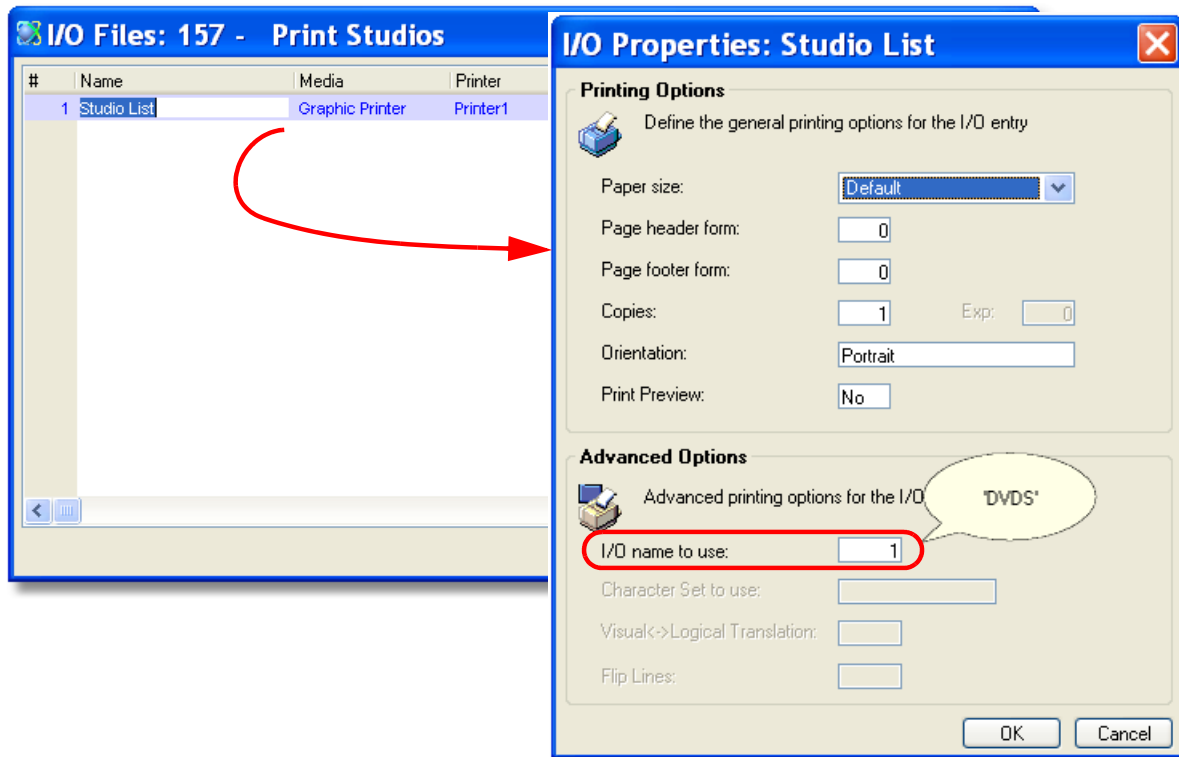 I/O Files: 157 - Print Studios
# Name Media Printer
1 Studio List Graphic Printer Printer1
I/O Properties: Studio List
Printing Options
Define the general printing options for the I/O entry
Paper size: Default
Page header form: 0
Page footer form: 0
Copies: 1 Exp: 0
Orientation: Portrait
Print Preview: No
Advanced Options
Advanced printing options for the I/O
'DVDS'
I/O name to use: 1
Character Set to use:
Visual<->Logical Translation:
Flip Lines:
OK Cancel